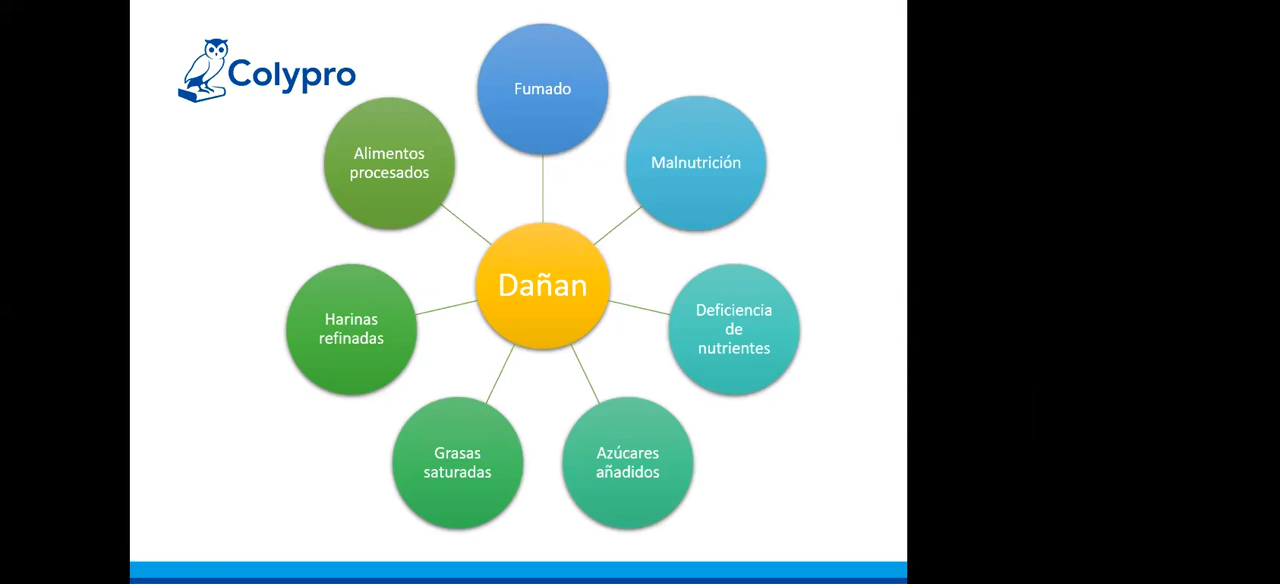 Colypro
Fumado
Malnutrición
Deficiencia
de
nutrientes
Azúcares
añadidos
Grasas
saturadas
Harinas
refinadas
Alimentos
procesados
Dañan